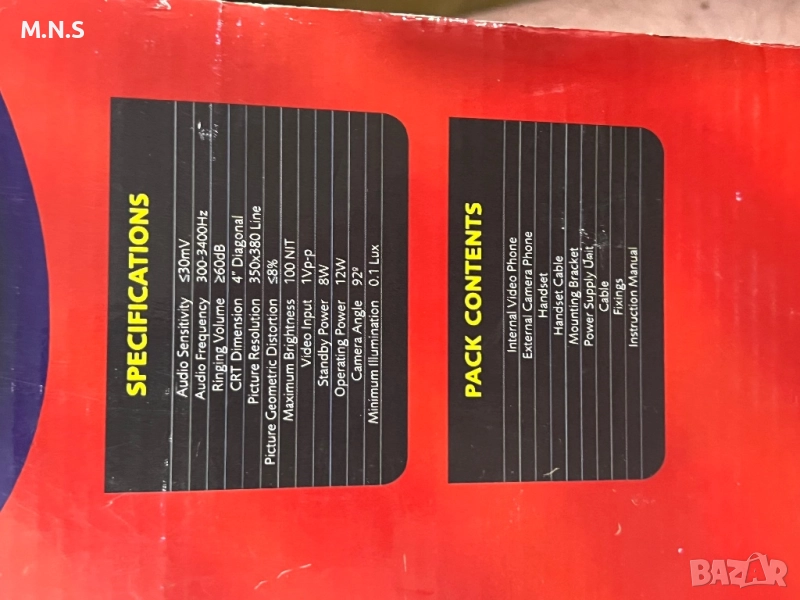 M.N.S
SPECIFICATIONS
Audio Sensitivity ≤30mV
Audio Frequency 300-3400Hz
Ringing Volume ≥60dB
CRT Dimension 4" Diagonal
Picture Resolution 350x380 Line
Picture Geometric Distortion ≤8%
Maximum Brightness 100 NIT
Video Input 1Vp-p
Standby Power 8W
Operating Power 12W
Camera Angle 92º
Minimum Illumination 0.1 Lux
PACK CONTENTS
Internal Video Phone
External Camera Phone
Handset
Handset Cable
Mounting Bracket
Power Supply Unit
Cable
Fixings
Instruction Manual
BAZAR